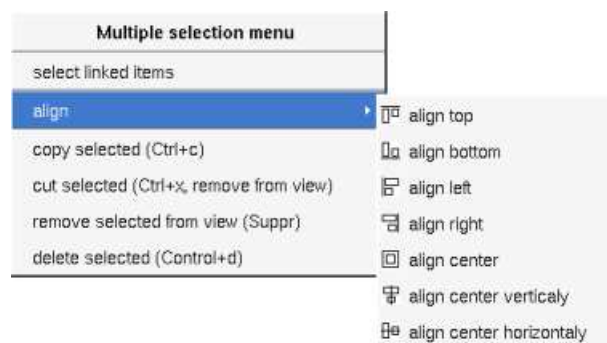 Multiple selection menu
select linked items
align
copy selected (Ctrl+c)
cut selected (Ctrl+x, remove from view)
remove selected from view (Suppr)
delete selected (Control+d)
align top
align bottom
align left
align right
align center
align center verticaly
align center horizontaly